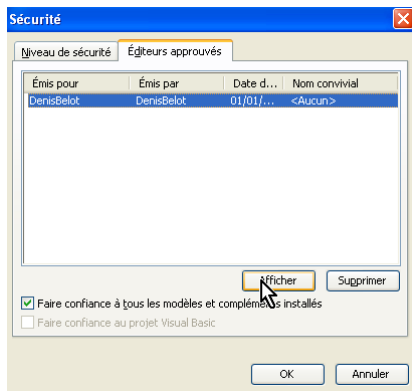 Sécurité
Niveau de sécurité Éditeurs approuvés
Émis pour Émis par Date d... Nom convivial
DenisBelot DenisBelot 01/01/... <Aucun>
Afficher Supprimer
Faire confiance à tous les modèles et compléments installés
Faire confiance au projet Visual Basic
OK Annuler